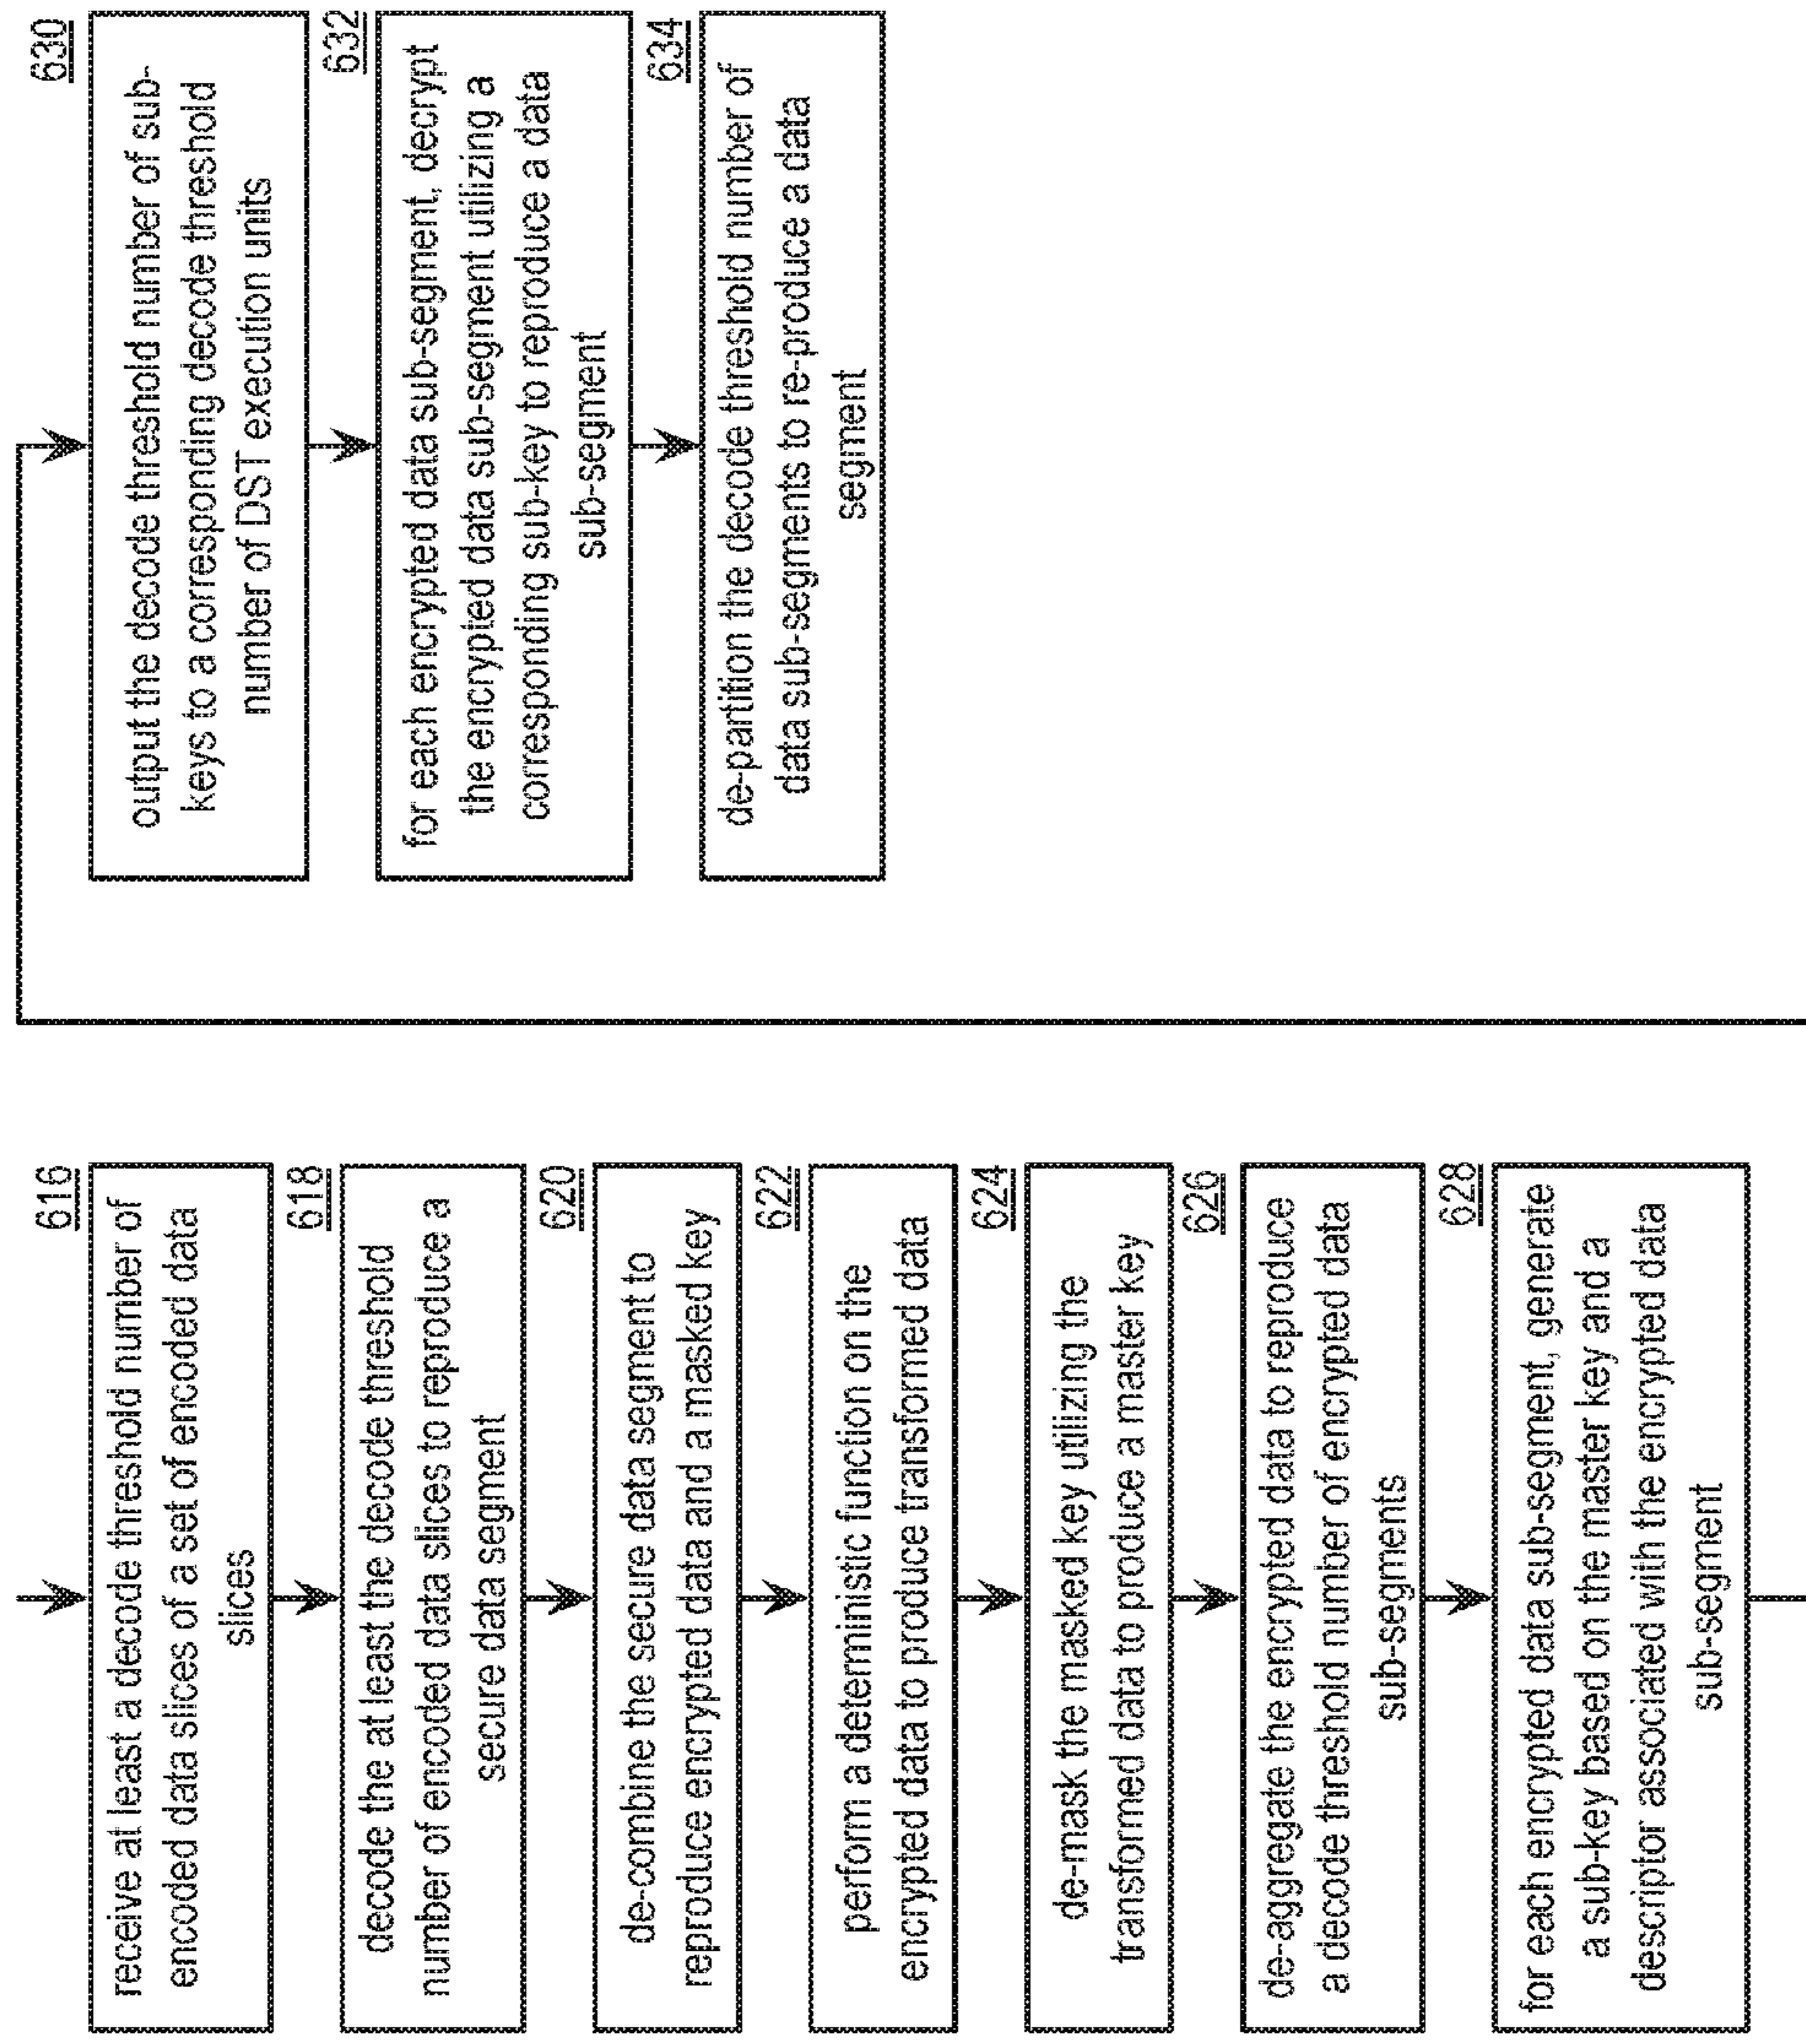 616
receive at least a decode threshold number of
encoded data slices of a set of encoded data
slices
618
decode the at least the decode threshold
number of encoded data slices to reproduce a
secure data segment
620
de-combine the secure data segment to
reproduce encrypted data and a masked key
622
perform a deterministic function on the
encrypted data to produce transformed data
624
de-mask the masked key utilizing the
transformed data to produce a master key
626
de-aggregate the encrypted data to reproduce
a decode threshold number of encrypted data
sub-segments
628
for each encrypted data sub-segment, generate
a sub-key based on the master key and a
descriptor associated with the encrypted data
sub-segment
630
output the decode threshold number of sub-
keys to a corresponding decode threshold
number of DST execution units
632
for each encrypted data sub-segment, decrypt
the encrypted data sub-segment utilizing a
corresponding sub-key to reproduce a data
sub-segment
634
de-partition the decode threshold number of
data sub-segments to re-produce a data
segment